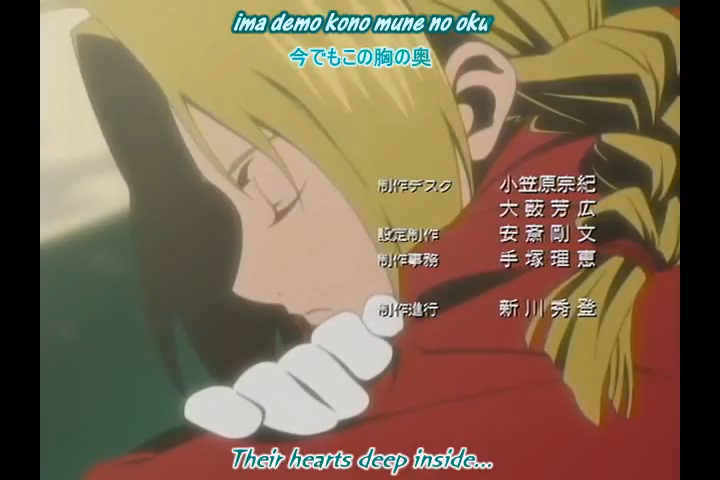 ima demo kono mune no oku
今でもこの胸の奥
制作デスク 小笠原宗紀
大薮芳広
設定制作 安斎剛文
制作事務 手塚理恵
制作進行 新川秀登
Their hearts deep inside...